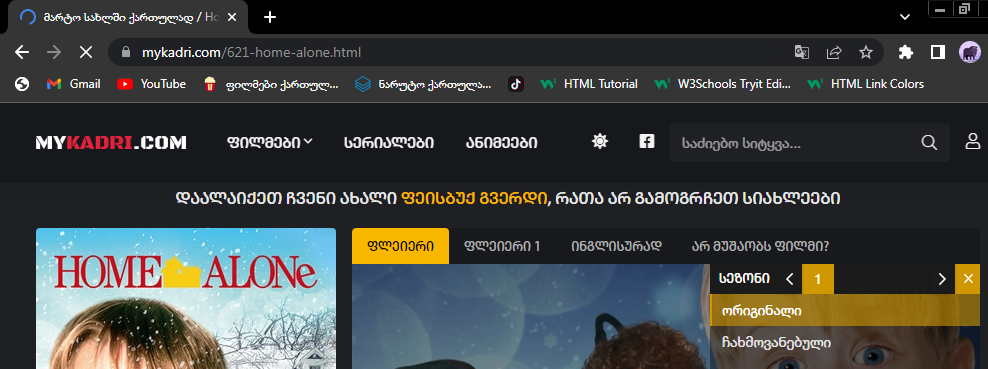 მარტო სახლში ქართულად / Ho
mykadri.com/621-home-alone.html
Gmail YouTube ფილმები ქართულ... ნარუტო ქართულა... HTML Tutorial W3Schools Tryit Edi... HTML Link Colors
MYKADRI.COM ფილმები სერიალები ანიმეები საძიებო სიტყვა...
დაალაიქეთ ჩვენი ახალი ფეისბუქ გვერდი, რათა არ გამოგრჩეთ სიახლეები
ფლეიერი ფლეიერი 1 ინგლისურად არ მუშაობს ფილმი?
HOME ALONe
სეზონი 1
ორიგინალი
ჩახმოვანებული